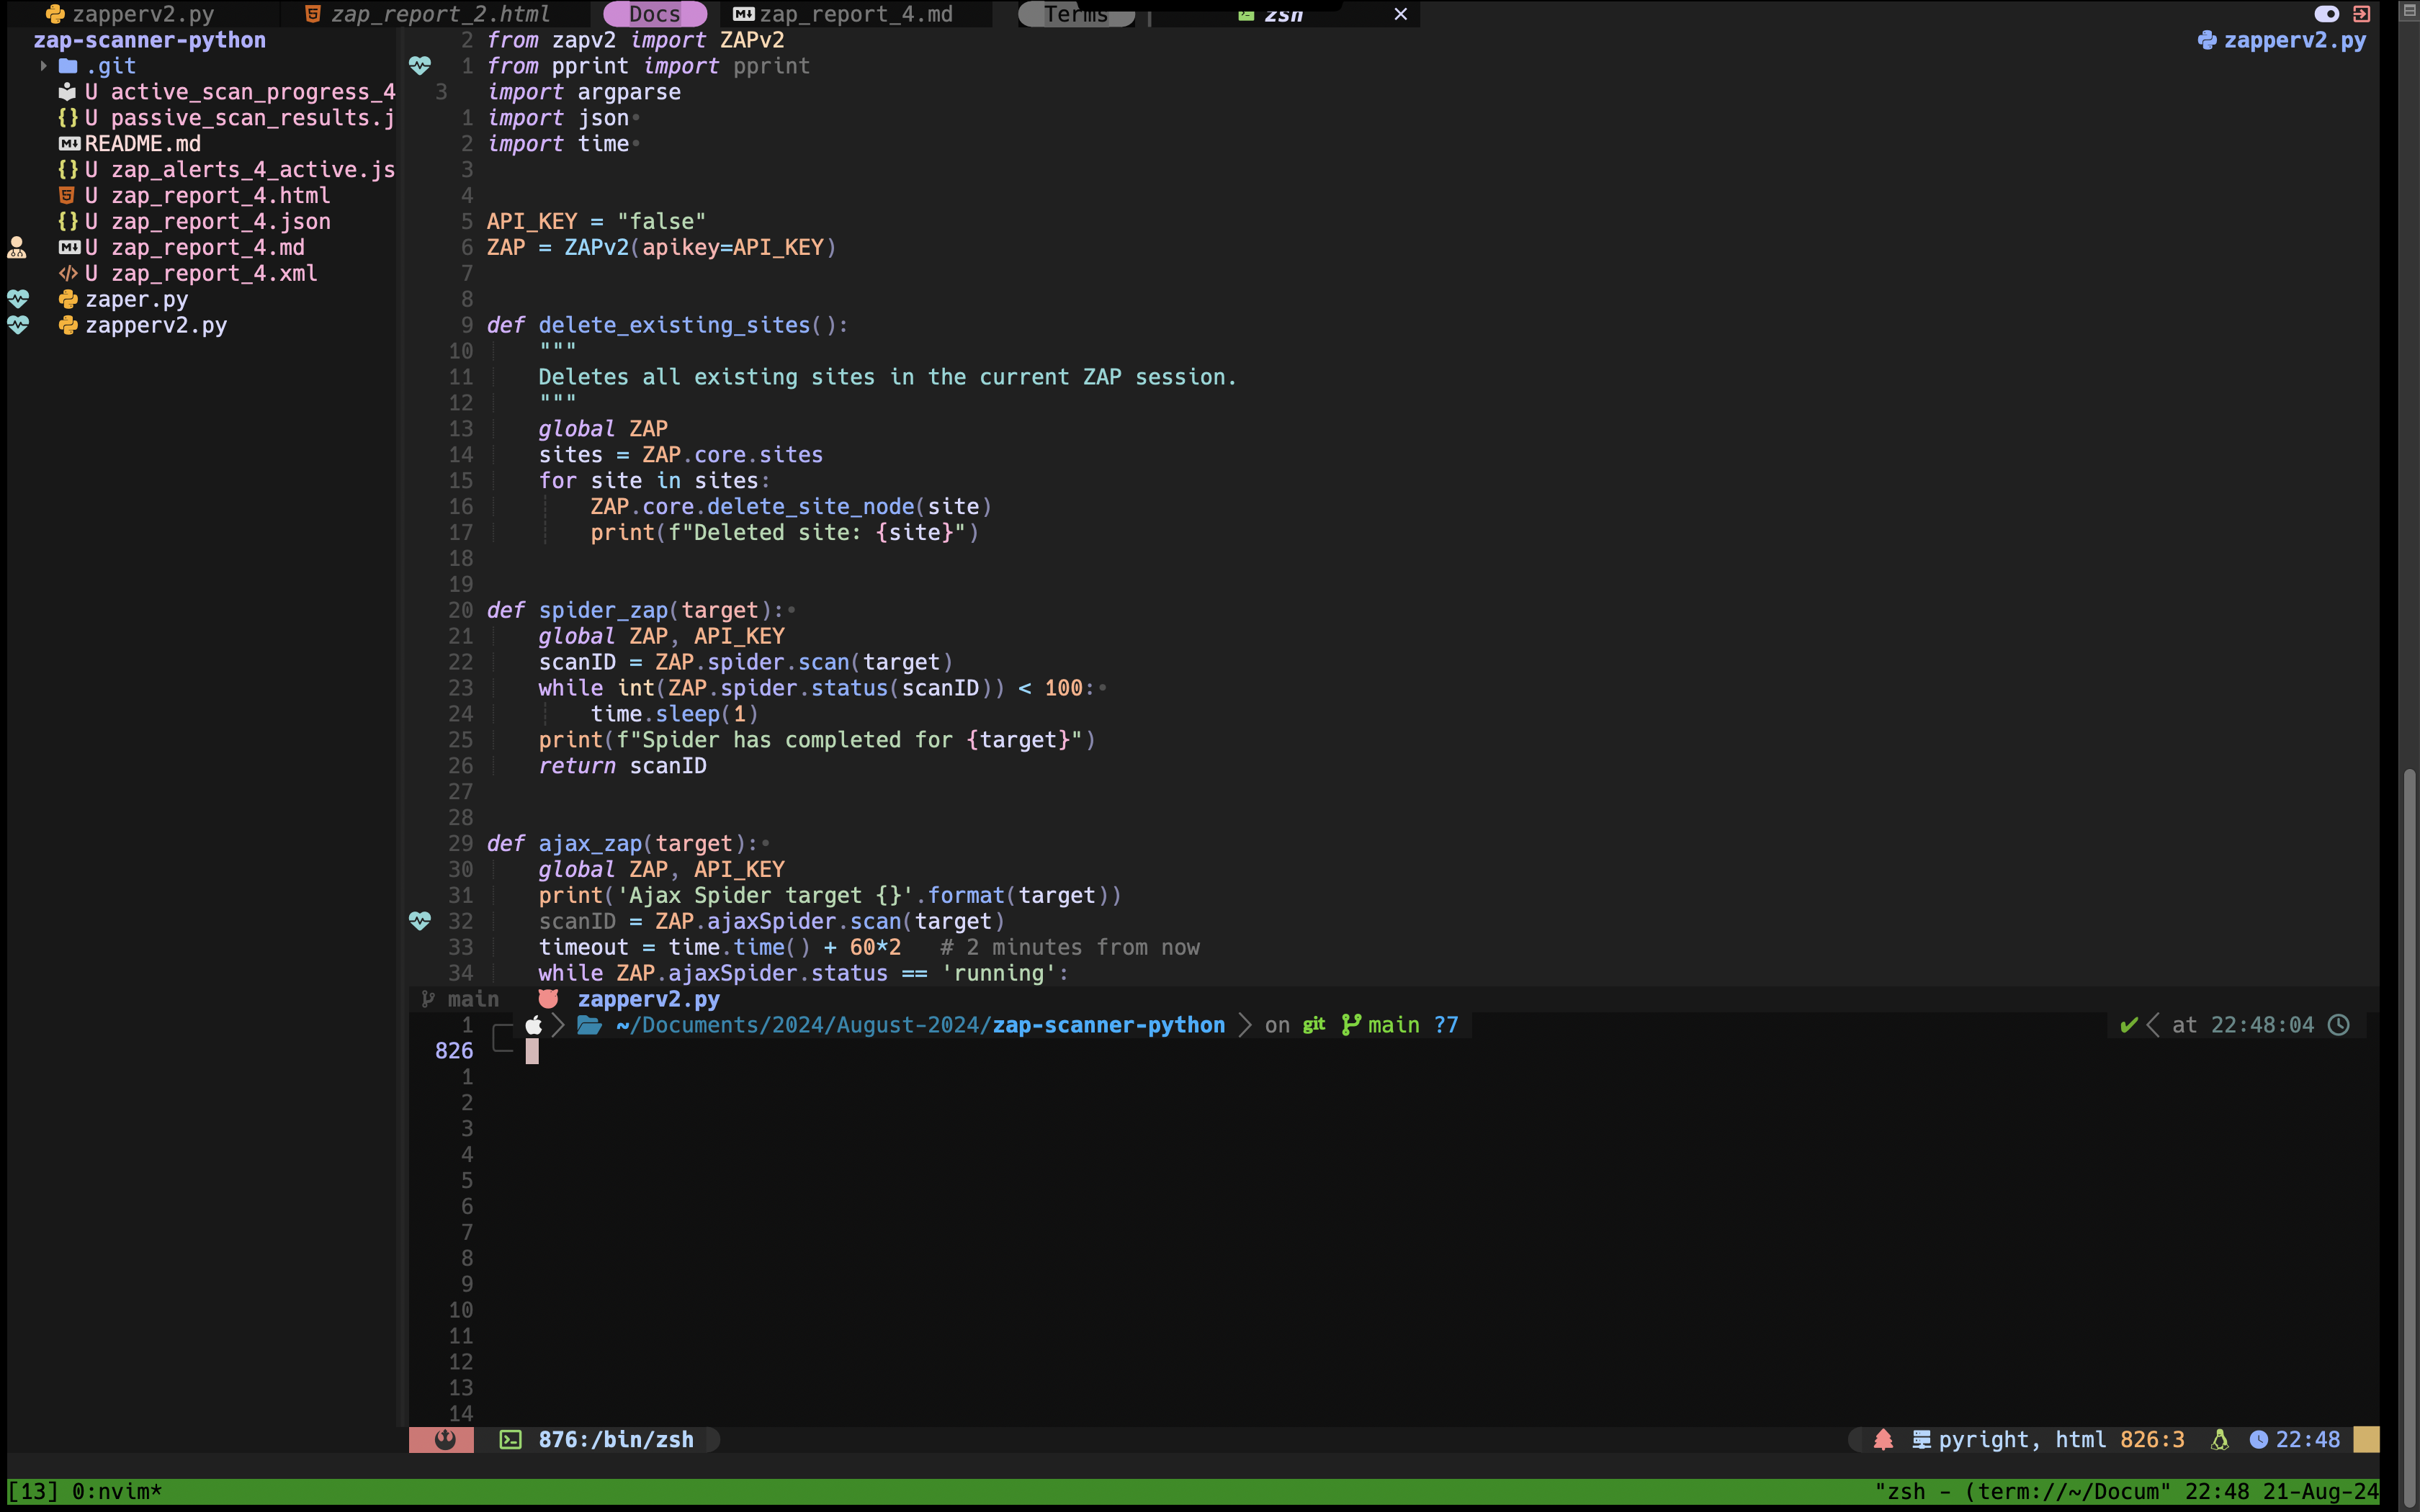 zapperv2.py zap_report_2.html Docs zap_report_4.md Terms zsh ×
zap-scanner-python
.git
U active_scan_progress_4
U passive_scan_results.j
README.md
U zap_alerts_4_active.js
U zap_report_4.html
U zap_report_4.json
U zap_report_4.md
U zap_report_4.xml
zaper.py
zapperv2.py
zapperv2.py
2 from zapv2 import ZAPv2
1 from pprint import pprint
3 import argparse
1 import json
2 import time
3
4
5 API_KEY = "false"
6 ZAP = ZAPv2(apikey=API_KEY)
7
8
9 def delete_existing_sites():
10 """
11 Deletes all existing sites in the current ZAP session.
12 """
13 global ZAP
14 sites = ZAP.core.sites
15 for site in sites:
16 ZAP.core.delete_site_node(site)
17 print(f"Deleted site: {site}")
18
19
20 def spider_zap(target):
21 global ZAP, API_KEY
22 scanID = ZAP.spider.scan(target)
23 while int(ZAP.spider.status(scanID)) < 100:
24 time.sleep(1)
25 print(f"Spider has completed for {target}")
26 return scanID
27
28
29 def ajax_zap(target):
30 global ZAP, API_KEY
31 print('Ajax Spider target {}'.format(target))
32 scanID = ZAP.ajaxSpider.scan(target)
33 timeout = time.time() + 60*2 # 2 minutes from now
34 while ZAP.ajaxSpider.status == 'running':
main zapperv2.py
1 ~/Documents/2024/August-2024/zap-scanner-python on git main ?7 ✔ at 22:48:04
826
1
2
3
4
5
6
7
8
9
10
11
12
13
14
876:/bin/zsh pyright, html 826:3 22:48
[13] 0:nvim* "zsh - (term://~/Docum" 22:48 21-Aug-24